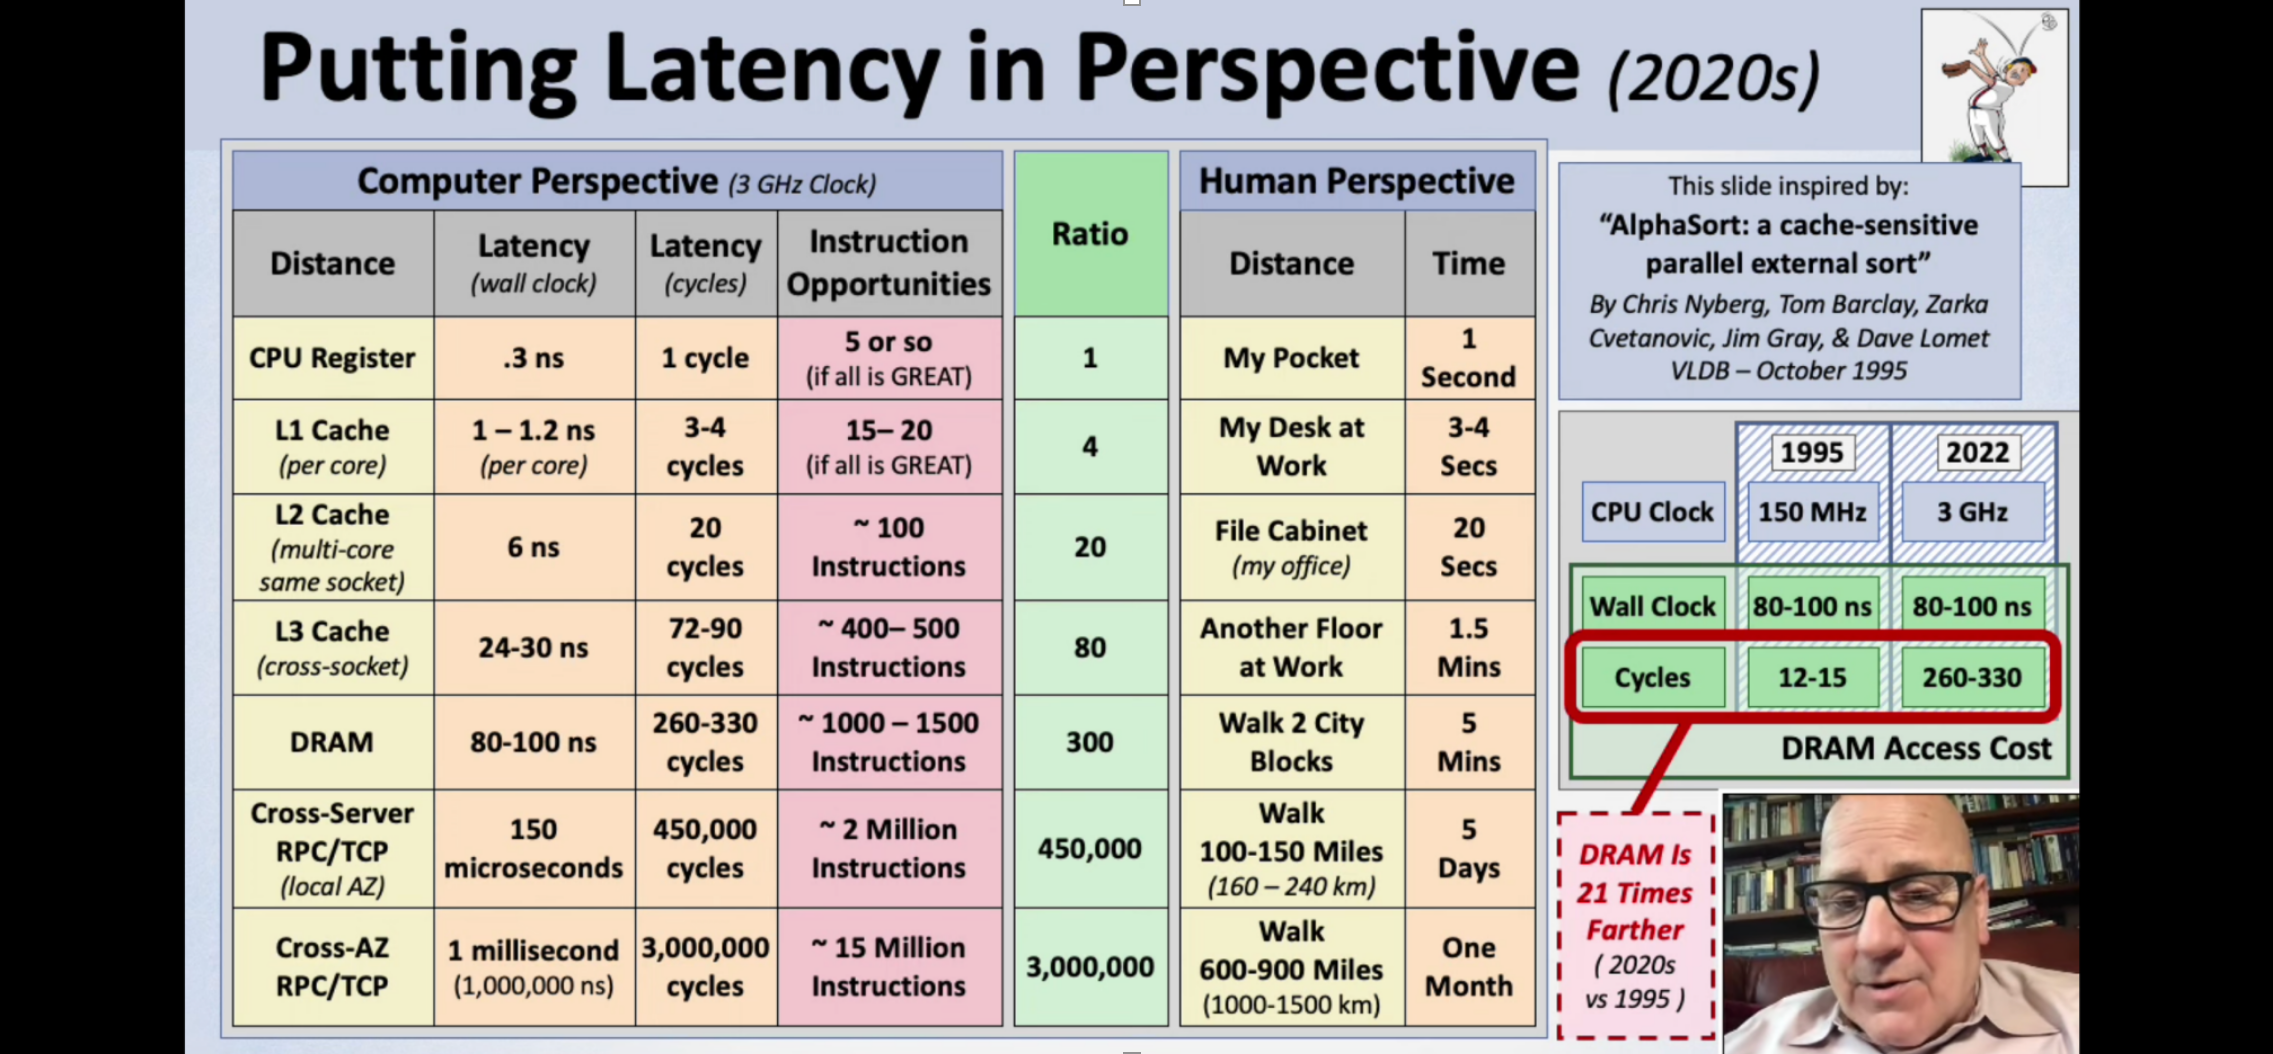 Putting Latency in Perspective (2020s)
Computer Perspective (3 GHz Clock)
Ratio
Human Perspective
Distance
Latency
(wall clock)
Latency
(cycles)
Instruction
Opportunities
Distance
Time
CPU Register
.3 ns
1 cycle
5 or so
(if all is GREAT)
1
My Pocket
1
Second
L1 Cache
(per core)
1 – 1.2 ns
(per core)
3-4
cycles
15– 20
(if all is GREAT)
4
My Desk at
Work
3-4
Secs
L2 Cache
(multi-core
same socket)
6 ns
20
cycles
~ 100
Instructions
20
File Cabinet
(my office)
20
Secs
L3 Cache
(cross-socket)
24-30 ns
72-90
cycles
~ 400– 500
Instructions
80
Another Floor
at Work
1.5
Mins
DRAM
80-100 ns
260-330
cycles
~ 1000 – 1500
Instructions
300
Walk 2 City
Blocks
5
Mins
Cross-Server
RPC/TCP
(local AZ)
150
microseconds
450,000
cycles
~ 2 Million
Instructions
450,000
Walk
100-150 Miles
(160 – 240 km)
5
Days
Cross-AZ
RPC/TCP
1 millisecond
(1,000,000 ns)
3,000,000
cycles
~ 15 Million
Instructions
3,000,000
Walk
600-900 Miles
(1000-1500 km)
One
Month
This slide inspired by:
“AlphaSort: a cache-sensitive
parallel external sort”
By Chris Nyberg, Tom Barclay, Zarka
Cvetanovic, Jim Gray, & Dave Lomet
VLDB – October 1995
1995
2022
CPU Clock
150 MHz
3 GHz
Wall Clock
80-100 ns
80-100 ns
Cycles
12-15
260-330
DRAM Access Cost
DRAM Is
21 Times
Farther
( 2020s
vs 1995 )